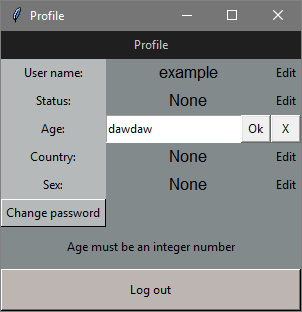 Profile
Profile
User name: example Edit
Status: None Edit
Age: dawdaw Ok X
Country: None Edit
Sex: None Edit
Change password
Age must be an integer number
Log out